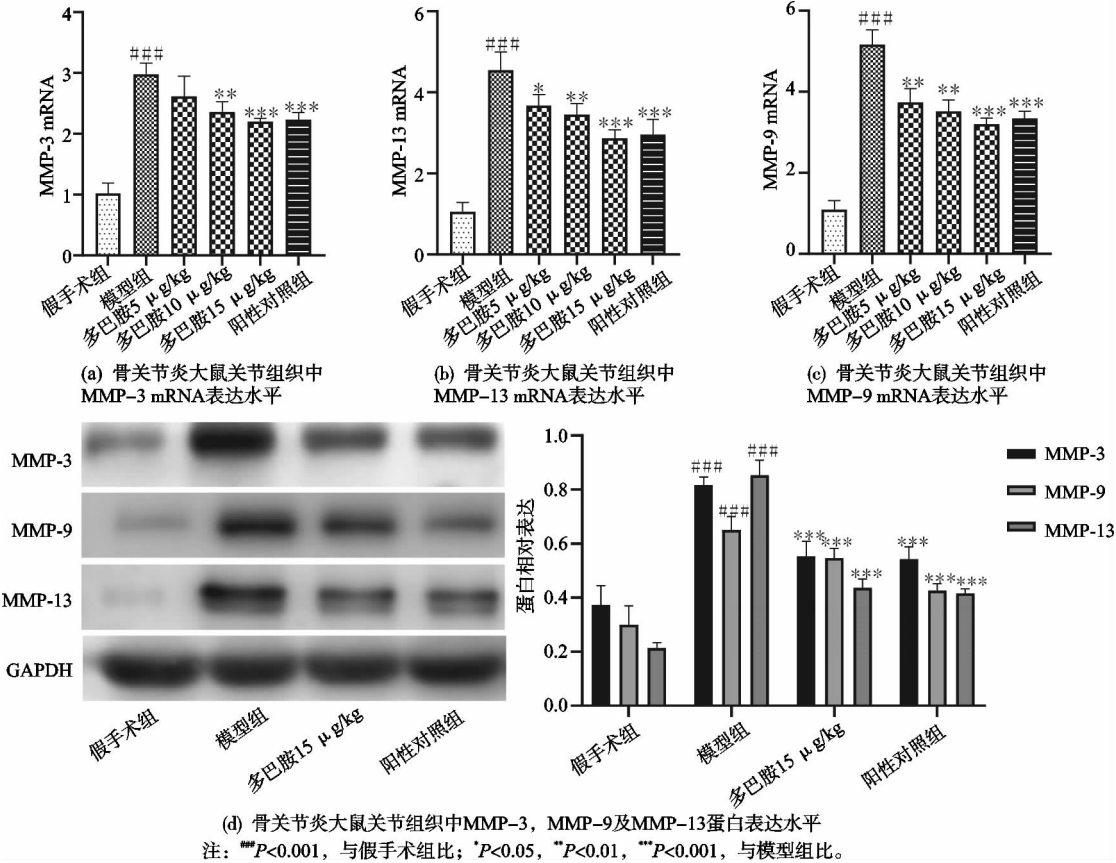 4
3
2
1
0
MMP-3 mRNA
###
**
***
***
假手术组
模型组
多巴胺5 μg/kg
多巴胺10 μg/kg
多巴胺15 μg/kg
阳性对照组
(a) 骨关节炎大鼠关节组织中
MMP-3 mRNA表达水平
6
4
2
0
MMP-13 mRNA
###
*
**
***
***
假手术组
模型组
多巴胺5 μg/kg
多巴胺10 μg/kg
多巴胺15 μg/kg
阳性对照组
(b) 骨关节炎大鼠关节组织中
MMP-13 mRNA表达水平
6
4
2
0
MMP-9 mRNA
###
**
**
***
***
假手术组
模型组
多巴胺5 μg/kg
多巴胺10 μg/kg
多巴胺15 μg/kg
阳性对照组
(c) 骨关节炎大鼠关节组织中
MMP-9 mRNA表达水平
MMP-3
MMP-9
MMP-13
GAPDH
假手术组
模型组
多巴胺15 μg/kg
阳性对照组
1.0
0.8
0.6
0.4
0.2
0.0
蛋白相对表达
###
###
###
***
***
***
***
***
***
MMP-3
MMP-9
MMP-13
假手术组
模型组
多巴胺15 μg/kg
阳性对照组
(d) 骨关节炎大鼠关节组织中MMP-3，MMP-9及MMP-13蛋白表达水平
注：###P<0.001，与假手术组比；*P<0.05，**P<0.01，***P<0.001，与模型组比。